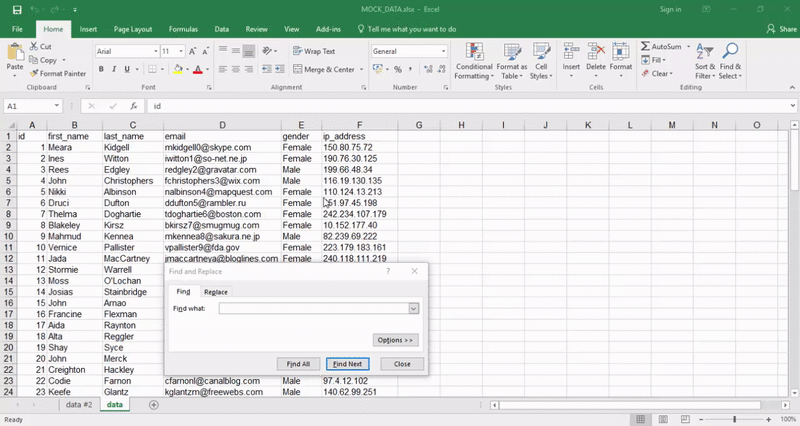 MOCK_DATA.xlsx - Excel
Sign in
File Home Insert Page Layout Formulas Data Review View Tell me what you want to do Share
Paste
Cut
Copy
Format Painter
Clipboard
Arial 11
B I U
Font
Wrap Text
Merge & Center
Alignment
General
$ % ,
Number
Conditional Formatting
Format as Table
Cell Styles
Styles
Insert Delete Format
Cells
AutoSum
Fill
Clear
Sort & Filter
Find & Select
Editing
A1 fx id
A B C D E F G H I J K L M N O
1 id first_name last_name email gender ip_address
2 1 Meara Kidgell mkidgell0@skype.com Female 150.80.75.72
3 2 Ines Witton iwitton1@so-net.ne.jp Female 190.76.30.125
4 3 Rees Edgley redgley2@gravatar.com Male 199.66.48.34
5 4 John Christophers fchristophers3@wix.com Male 116.19.130.135
6 5 Nikki Albinson nalbinson4@mapquest.com Female 110.124.13.213
7 6 Druci Dufton ddufton5@rambler.ru Female 51.97.45.198
8 7 Thelma Doghartie tdoghartie6@boston.com Female 242.234.107.179
9 8 Blakeley Kirsz bkirsz7@smugmug.com Female 10.152.177.40
10 9 Mahmud Kennea mkennea8@sakura.ne.jp Male 82.239.69.222
11 10 Vernice Pallister vpallister9@fda.gov Female 223.179.183.161
12 11 Jada MacCartney jmaccartneya@bloglines.com Female 240.118.111.219
13 12 Stormie Warrell
14 13 Moss O'Lochan
15 14 Josias Stainbridge
16 15 John Arnao
17 16 Francine Flexman
18 17 Aida Raynton
19 18 Alta Reggler
20 19 Shay Syce
21 20 John Merck
22 21 Creighton Hackley
23 22 Codie Farnon cfarnonl@canalblog.com Male 97.4.12.102
24 23 Keefe Glantz kglantzm@freewebs.com Male 140.62.99.251
Find and Replace
Find Replace
Find what:
Options >>
Find All Find Next Close
data #2 data
Ready
100%